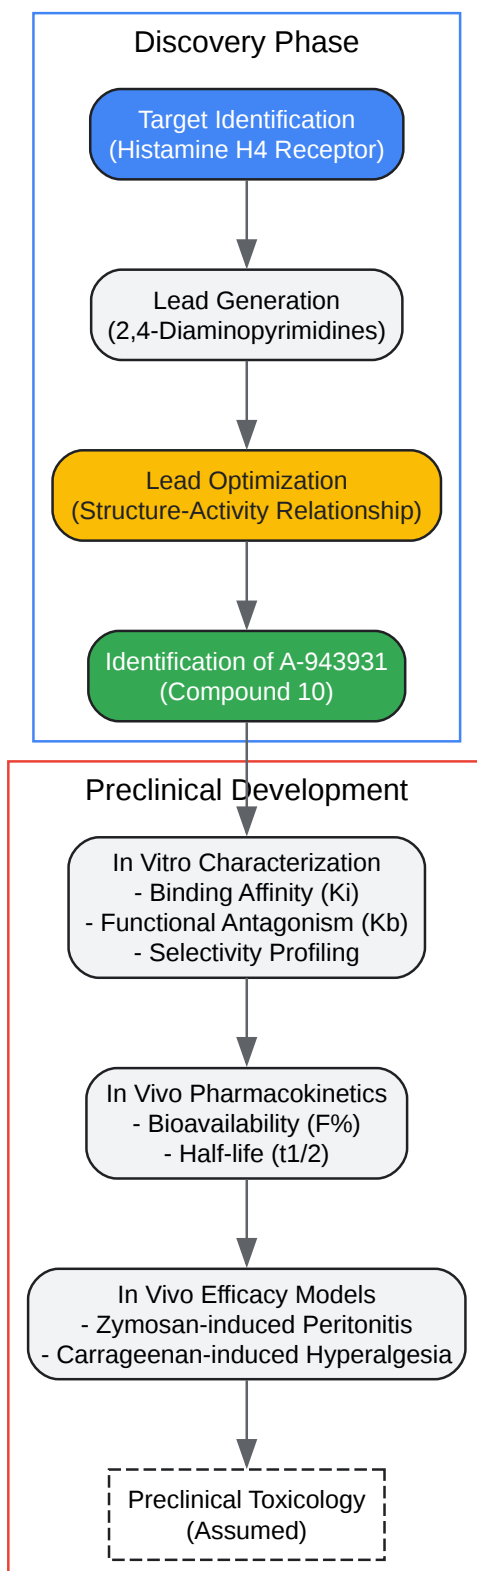 Discovery Phase
Target Identification
(Histamine H4 Receptor)
Lead Generation
(2,4-Diaminopyrimidines)
Lead Optimization
(Structure-Activity Relationship)
Identification of A-943931
(Compound 10)
Preclinical Development
In Vitro Characterization
- Binding Affinity (Ki)
- Functional Antagonism (Kb)
- Selectivity Profiling
In Vivo Pharmacokinetics
- Bioavailability (F%)
- Half-life (t1/2)
In Vivo Efficacy Models
- Zymosan-induced Peritonitis
- Carrageenan-induced Hyperalgesia
Preclinical Toxicology
(Assumed)